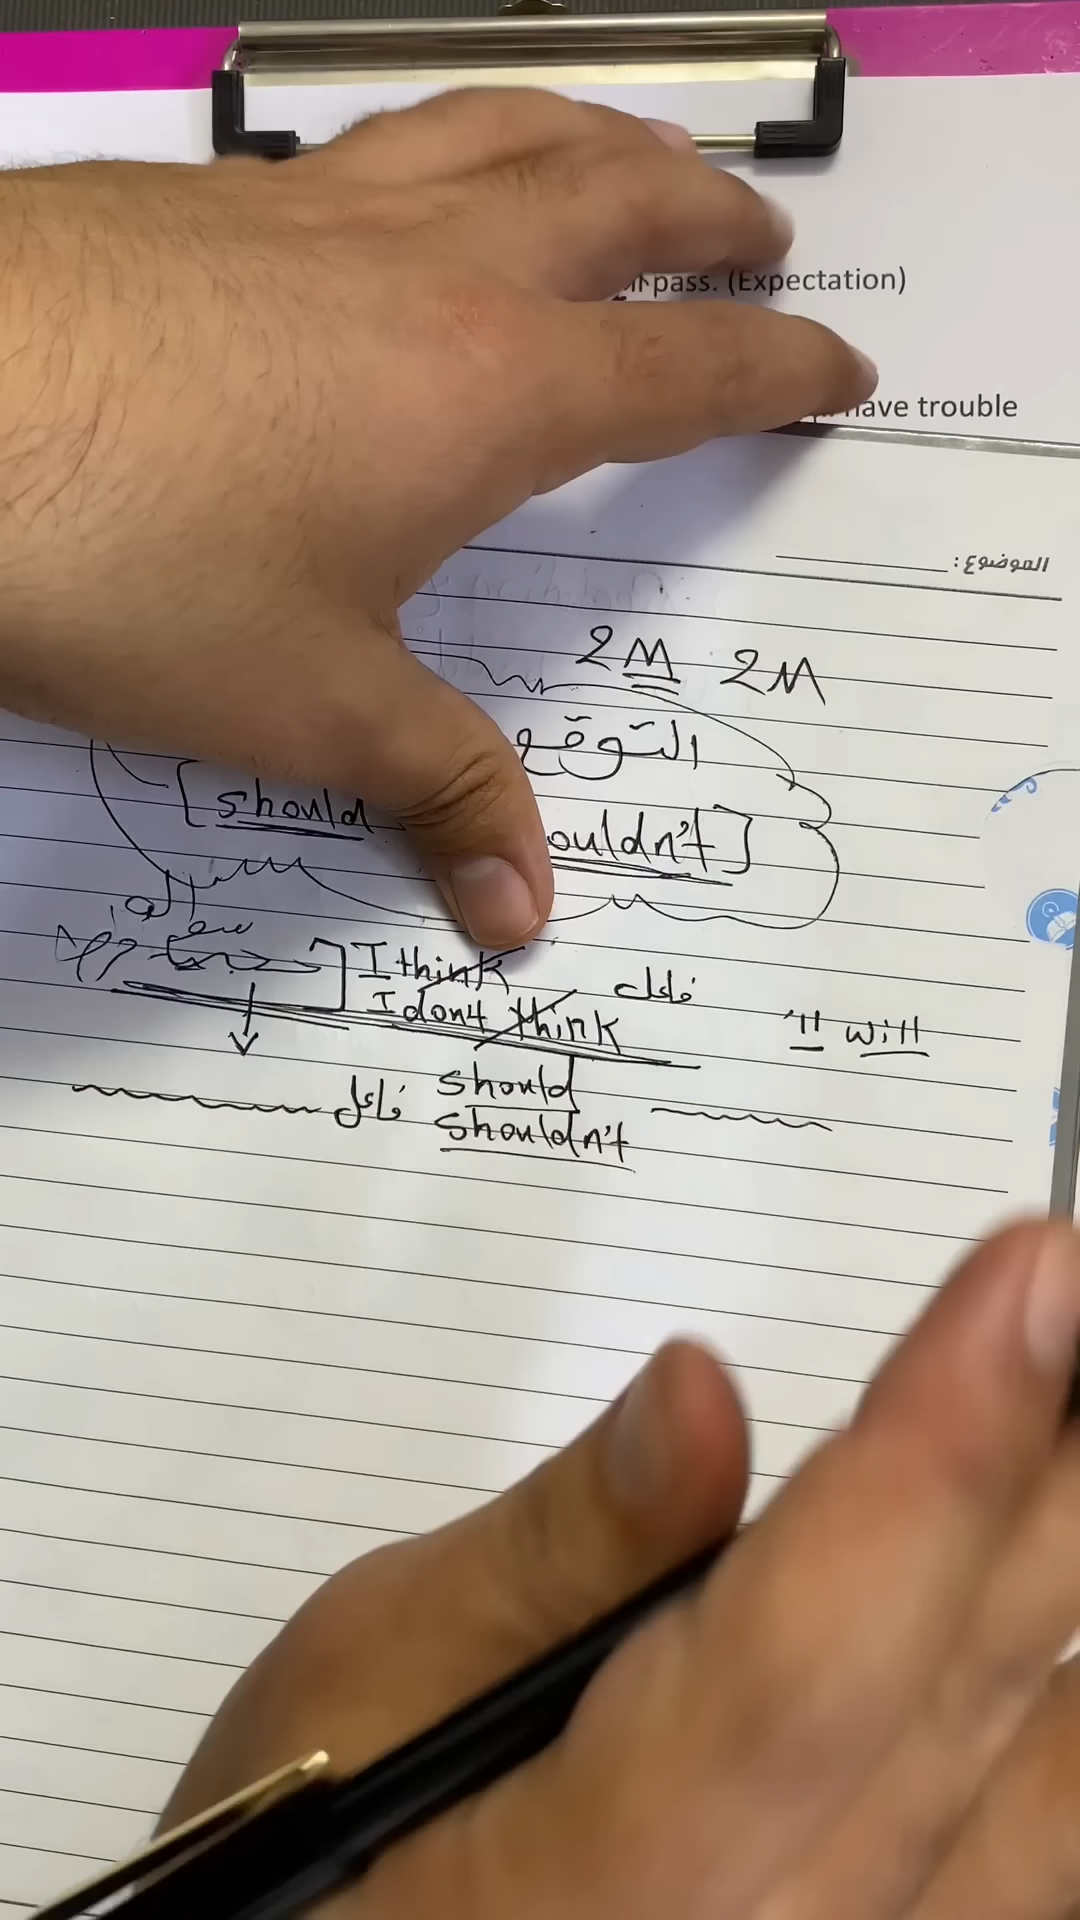 pass. (Expectation)
have trouble
الموضوع:
2M 2M
التوقع
[should ouldn't]
I think فاعل
I don't think 'll will
فاعل should
shouldn't